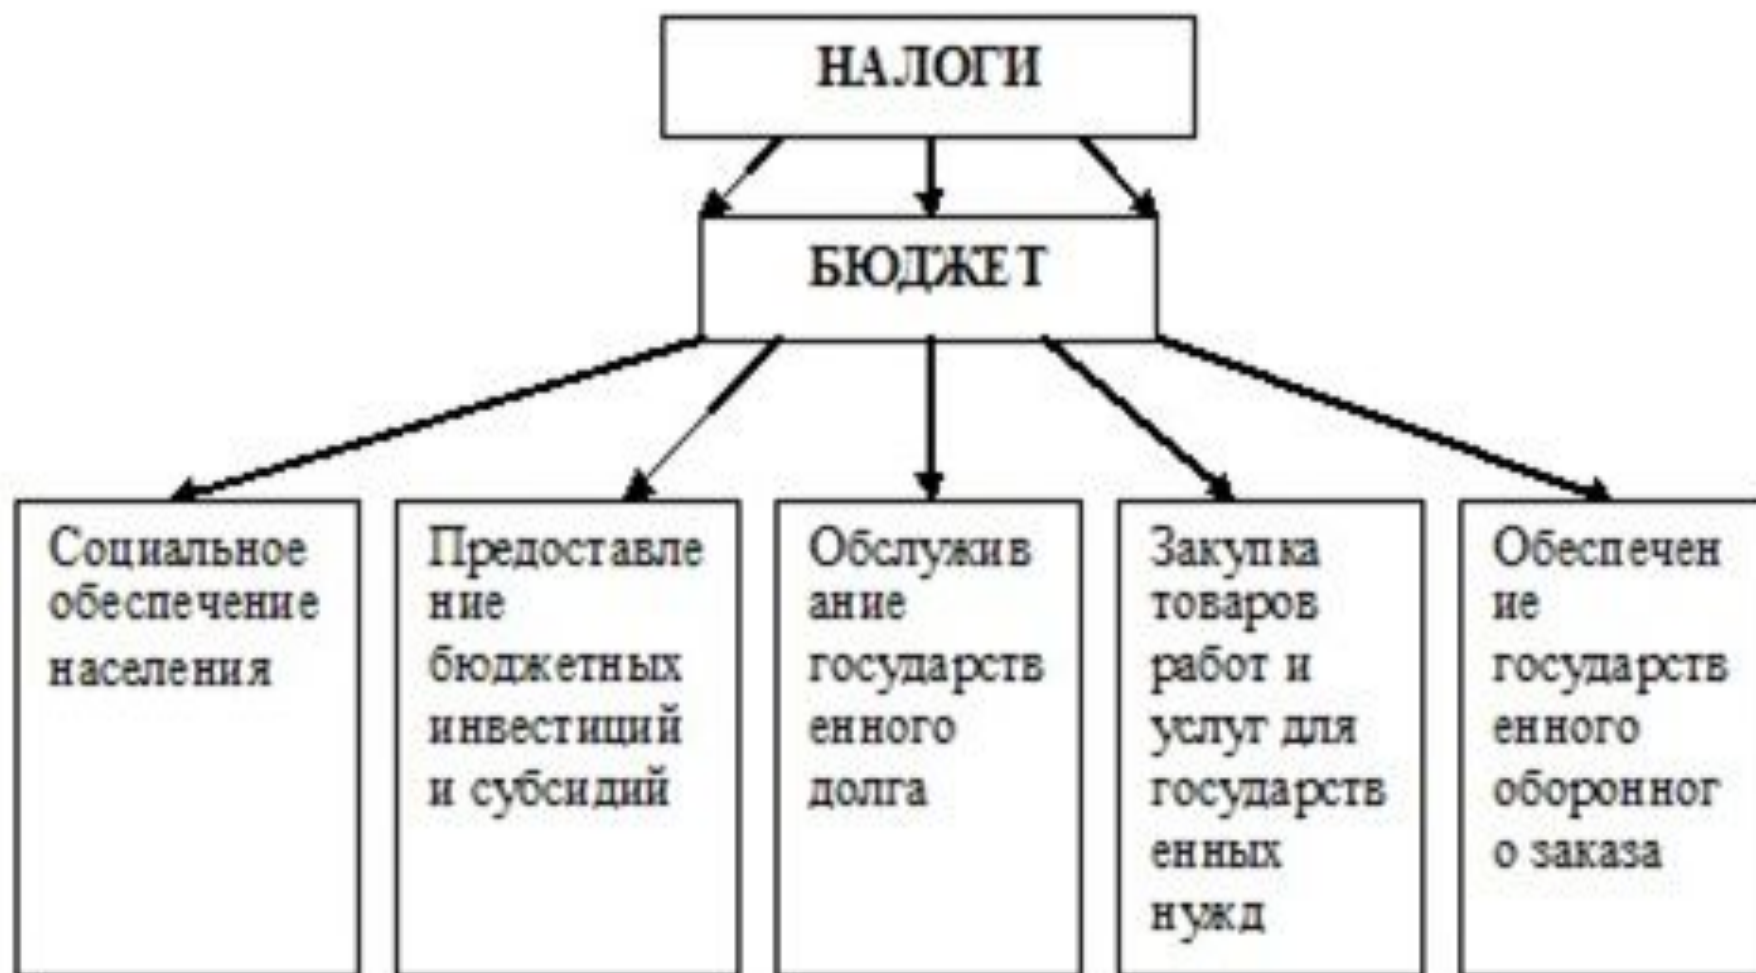 НАЛОГИ
БЮДЖЕТ
Социальное
обеспечение
населения
Предоставле
ние
бюджетных
инвестиций
и субсидий
Обслужив
ание
государств
енного
долга
Закупка
товаров
работ и
услуг для
государств
енных
нужд
Обеспечен
ие
государств
енного
оборонног
о заказа